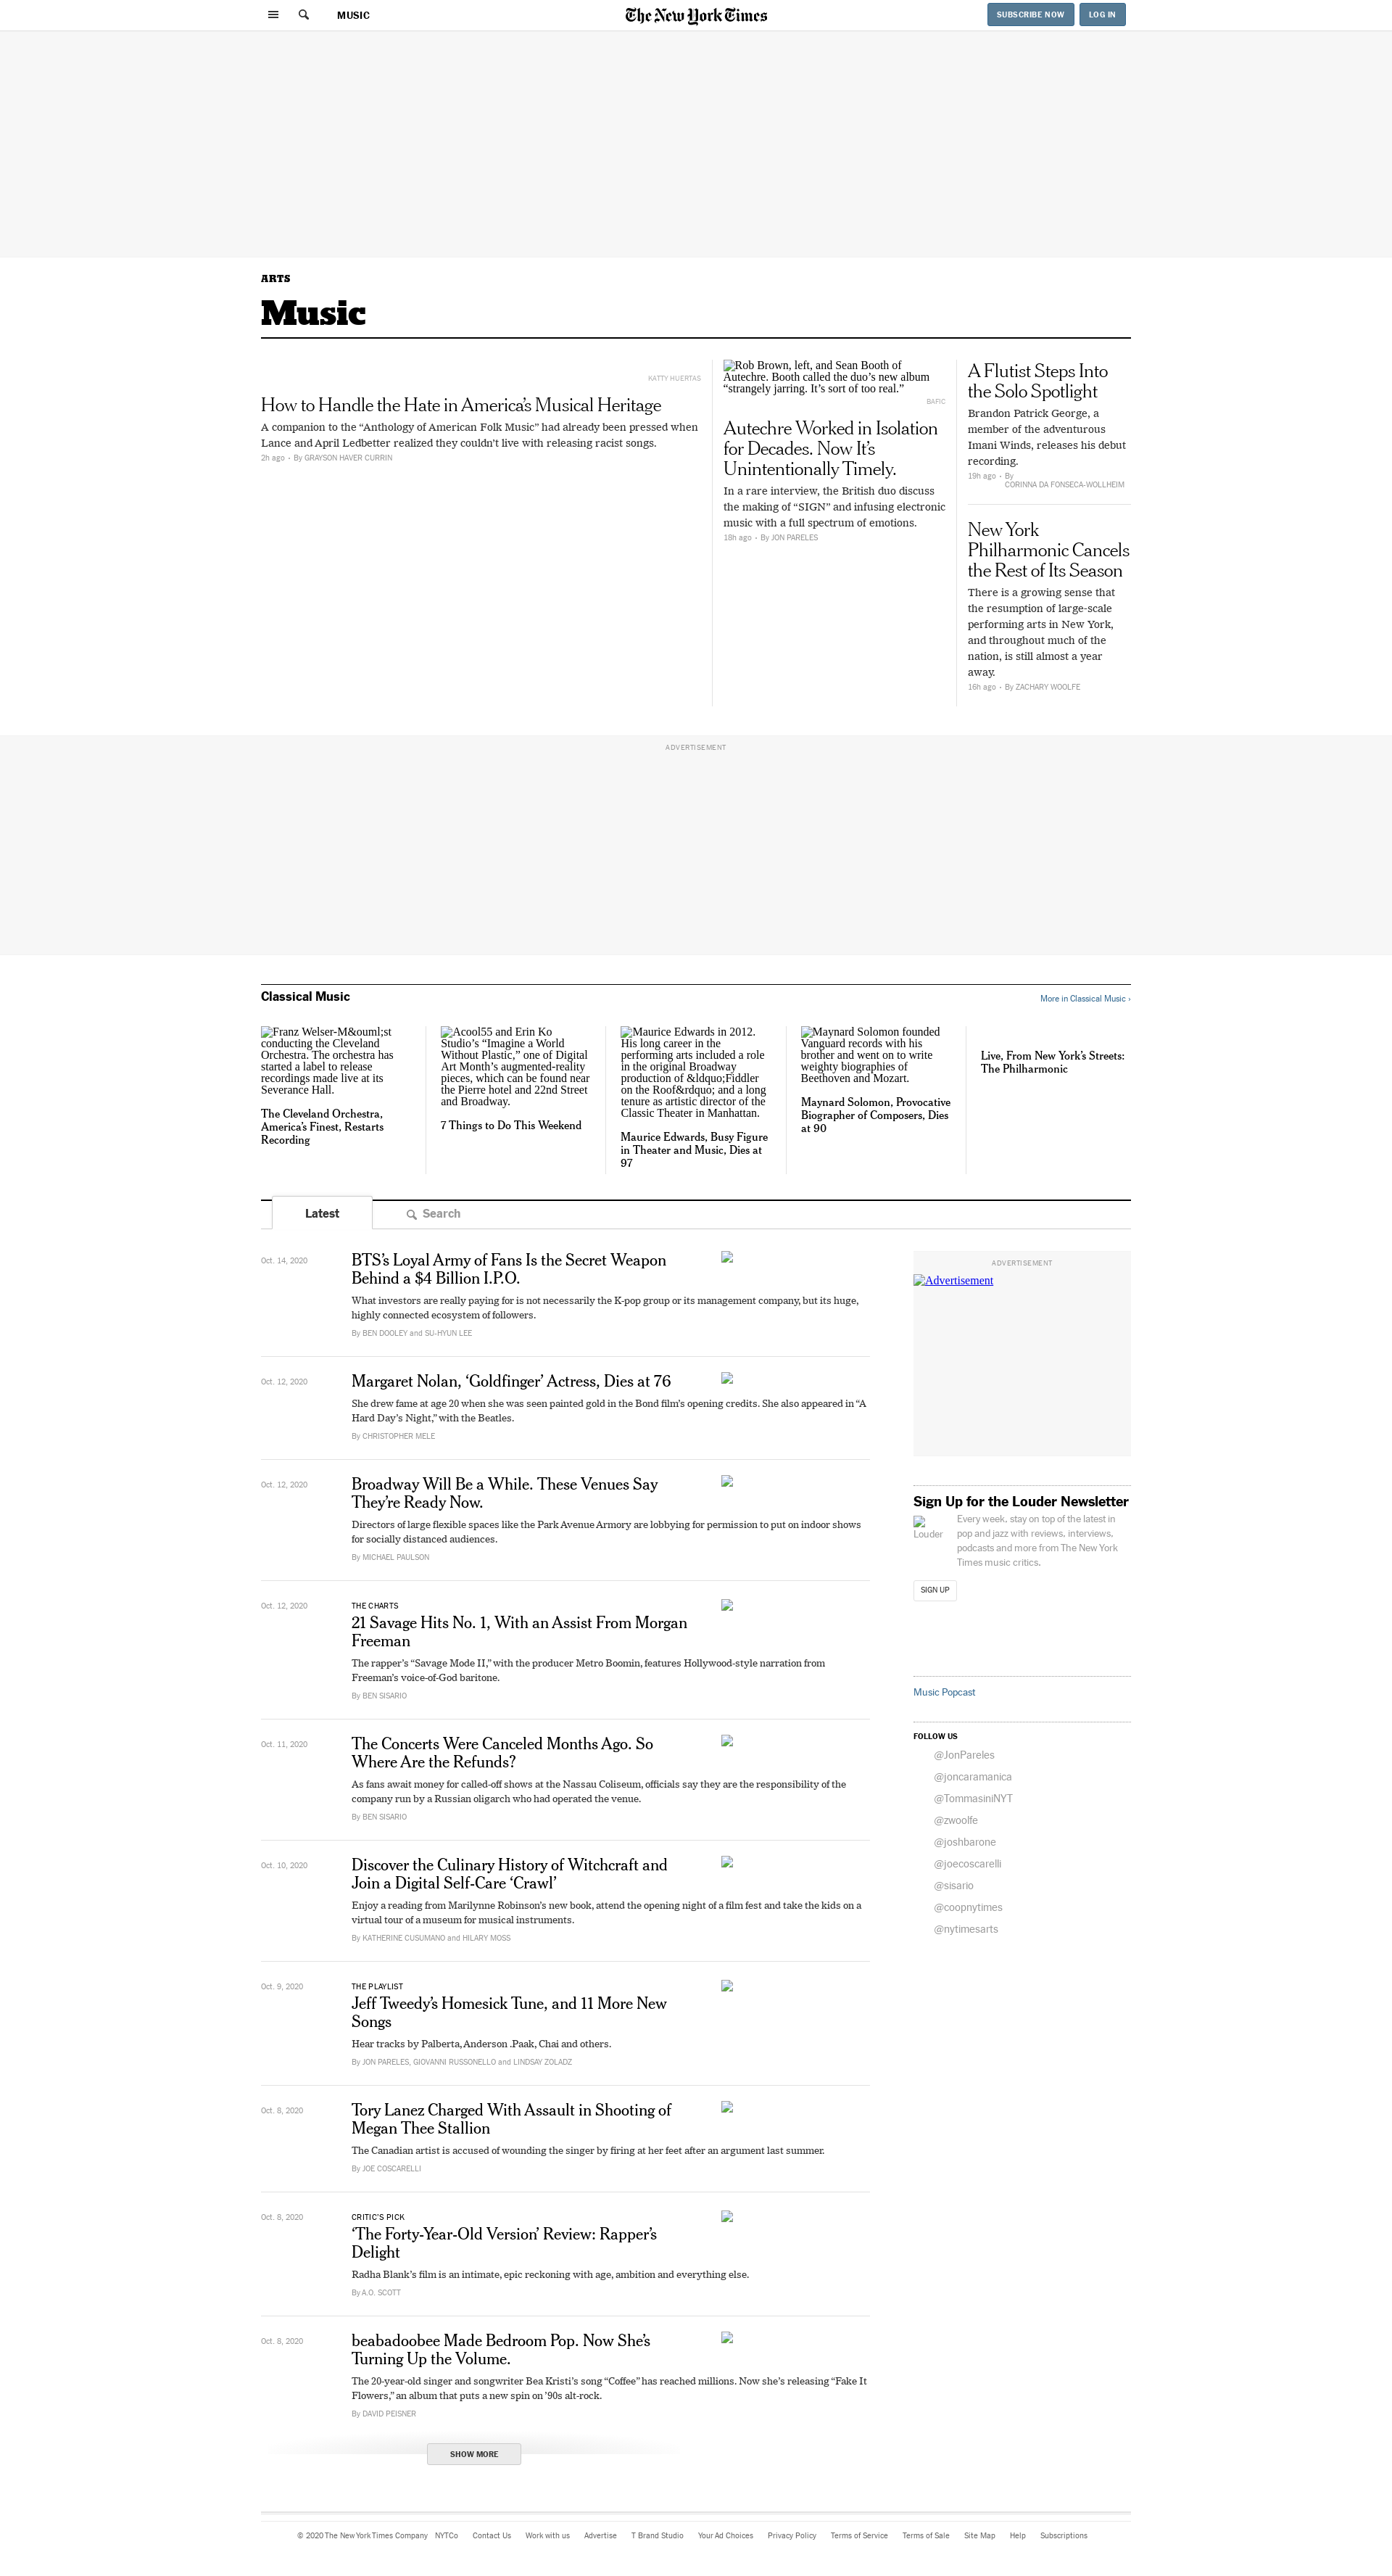 MUSIC
The New York Times
SUBSCRIBE NOW
LOG IN
ARTS
Music
KATTY HUERTAS
How to Handle the Hate in America’s Musical Heritage
A companion to the “Anthology of American Folk Music” had already been pressed when
Lance and April Ledbetter realized they couldn’t live with releasing racist songs.
2h ago • By GRAYSON HAVER CURRIN
Rob Brown, left, and Sean Booth of
Autechre. Booth called the duo’s new album
“strangely jarring. It’s sort of too real.”
BAFIC
Autechre Worked in Isolation
for Decades. Now It’s
Unintentionally Timely.
In a rare interview, the British duo discuss
the making of “SIGN” and infusing electronic
music with a full spectrum of emotions.
18h ago • By JON PARELES
A Flutist Steps Into
the Solo Spotlight
Brandon Patrick George, a
member of the adventurous
Imani Winds, releases his debut
recording.
19h ago • By
CORINNA DA FONSECA-WOLLHEIM
New York
Philharmonic Cancels
the Rest of Its Season
There is a growing sense that
the resumption of large-scale
performing arts in New York,
and throughout much of the
nation, is still almost a year
away.
16h ago • By ZACHARY WOOLFE
ADVERTISEMENT
Classical Music
More in Classical Music ›
Franz Welser-M&ouml;st
conducting the Cleveland
Orchestra. The orchestra has
started a label to release
recordings made live at its
Severance Hall.
The Cleveland Orchestra,
America’s Finest, Restarts
Recording
Acool55 and Erin Ko
Studio’s “Imagine a World
Without Plastic,” one of Digital
Art Month’s augmented-reality
pieces, which can be found near
the Pierre hotel and 22nd Street
and Broadway.
7 Things to Do This Weekend
Maurice Edwards in 2012.
His long career in the
performing arts included a role
in the original Broadway
production of &ldquo;Fiddler
on the Roof&rdquo; and a long
tenure as artistic director of the
Classic Theater in Manhattan.
Maurice Edwards, Busy Figure
in Theater and Music, Dies at
97
Maynard Solomon founded
Vanguard records with his
brother and went on to write
weighty biographies of
Beethoven and Mozart.
Maynard Solomon, Provocative
Biographer of Composers, Dies
at 90
Live, From New York’s Streets:
The Philharmonic
Latest
Search
Oct. 14, 2020
BTS’s Loyal Army of Fans Is the Secret Weapon
Behind a $4 Billion I.P.O.
What investors are really paying for is not necessarily the K-pop group or its management company, but its huge,
highly connected ecosystem of followers.
By BEN DOOLEY and SU-HYUN LEE
Oct. 12, 2020
Margaret Nolan, ‘Goldfinger’ Actress, Dies at 76
She drew fame at age 20 when she was seen painted gold in the Bond film’s opening credits. She also appeared in “A
Hard Day’s Night,” with the Beatles.
By CHRISTOPHER MELE
Oct. 12, 2020
Broadway Will Be a While. These Venues Say
They’re Ready Now.
Directors of large flexible spaces like the Park Avenue Armory are lobbying for permission to put on indoor shows
for socially distanced audiences.
By MICHAEL PAULSON
Oct. 12, 2020
THE CHARTS
21 Savage Hits No. 1, With an Assist From Morgan
Freeman
The rapper’s “Savage Mode II,” with the producer Metro Boomin, features Hollywood-style narration from
Freeman’s voice-of-God baritone.
By BEN SISARIO
Oct. 11, 2020
The Concerts Were Canceled Months Ago. So
Where Are the Refunds?
As fans await money for called-off shows at the Nassau Coliseum, officials say they are the responsibility of the
company run by a Russian oligarch who had operated the venue.
By BEN SISARIO
Oct. 10, 2020
Discover the Culinary History of Witchcraft and
Join a Digital Self-Care ‘Crawl’
Enjoy a reading from Marilynne Robinson’s new book, attend the opening night of a film fest and take the kids on a
virtual tour of a museum for musical instruments.
By KATHERINE CUSUMANO and HILARY MOSS
Oct. 9, 2020
THE PLAYLIST
Jeff Tweedy’s Homesick Tune, and 11 More New
Songs
Hear tracks by Palberta, Anderson .Paak, Chai and others.
By JON PARELES, GIOVANNI RUSSONELLO and LINDSAY ZOLADZ
Oct. 8, 2020
Tory Lanez Charged With Assault in Shooting of
Megan Thee Stallion
The Canadian artist is accused of wounding the singer by firing at her feet after an argument last summer.
By JOE COSCARELLI
Oct. 8, 2020
CRITIC’S PICK
‘The Forty-Year-Old Version’ Review: Rapper’s
Delight
Radha Blank’s film is an intimate, epic reckoning with age, ambition and everything else.
By A.O. SCOTT
Oct. 8, 2020
beabadoobee Made Bedroom Pop. Now She’s
Turning Up the Volume.
The 20-year-old singer and songwriter Bea Kristi’s song “Coffee” has reached millions. Now she’s releasing “Fake It
Flowers,” an album that puts a new spin on ’90s alt-rock.
By DAVID PEISNER
SHOW MORE
ADVERTISEMENT
Advertisement
Sign Up for the Louder Newsletter
Louder
Every week, stay on top of the latest in
pop and jazz with reviews, interviews,
podcasts and more from The New York
Times music critics.
SIGN UP
Music Popcast
FOLLOW US
@JonPareles
@joncaramanica
@TommasiniNYT
@zwoolfe
@joshbarone
@joecoscarelli
@sisario
@coopnytimes
@nytimesarts
© 2020 The New York Times Company NYTCo Contact Us Work with us Advertise T Brand Studio Your Ad Choices Privacy Policy Terms of Service Terms of Sale Site Map Help Subscriptions